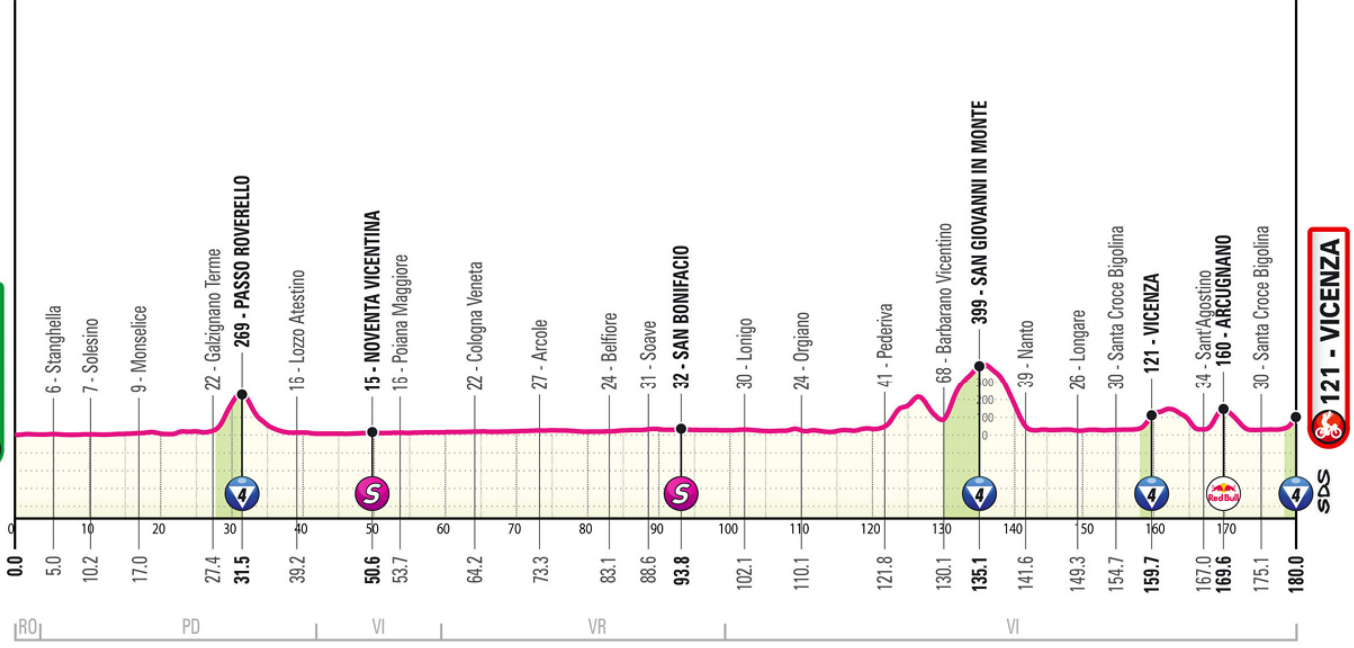 6 - Stanghella
7 - Solesino
9 - Monselice
22 - Galzignano Terme
269 - PASSO ROVERELLO
16 - Lozzo Atestino
15 - NOVENTA VICENTINA
16 - Poiana Maggiore
22 - Cologna Veneta
27 - Arcole
24 - Belfiore
31 - Soave
32 - SAN BONIFACIO
30 - Lonigo
24 - Orgiano
41 - Pederiva
68 - Barbarano Vicentino
399 - SAN GIOVANNI IN MONTE
39 - Nanto
26 - Longare
30 - Santa Croce Bigolina
121 - VICENZA
34 - Sant'Agostino
160 - ARCUGNANO
30 - Santa Croce Bigolina
121 - VICENZA
300
200
100
0
4
S
S
4
4
Red Bull
4
SDS
0
10
20
30
40
50
60
70
80
90
100
110
120
130
140
150
160
170
0.0
5.0
10.2
17.0
27.4
31.5
39.2
50.6
53.7
64.2
73.3
83.1
88.6
93.8
102.1
110.1
121.8
130.1
135.1
141.6
149.3
154.7
159.7
167.0
169.6
175.1
180.0
RO
PD
VI
VR
VI